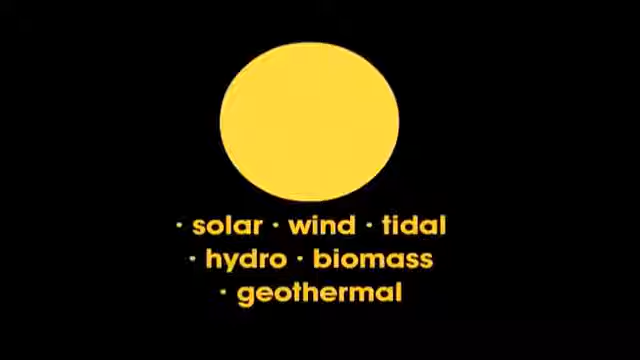 · solar · wind · tidal
· hydro · biomass
· geothermal